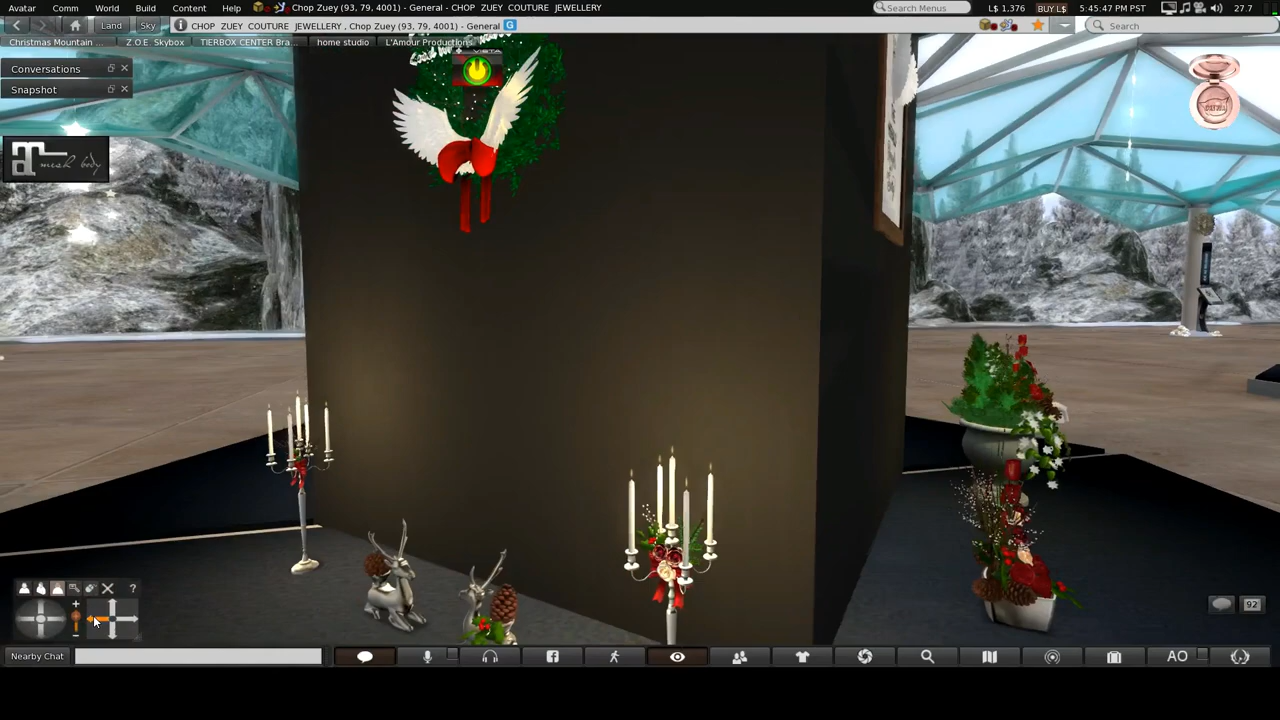 Avatar Comm World Build Content Help Chop Zuey (93, 79, 4001) - General - CHOP ZUEY COUTURE JEWELLERY Search Menus L$ 1,376 BUY L$ 5:45:47 PM PST 27.7
Land Sky CHOP ZUEY COUTURE JEWELLERY , Chop Zuey (93, 79, 4001) - General G Search
Christmas Mountain ... Z.O.E. Skybox TIERBOX CENTER Bra... home studio L'Amour Productions
Conversations
Snapshot
mesh body
VISTA
92
Nearby Chat AO